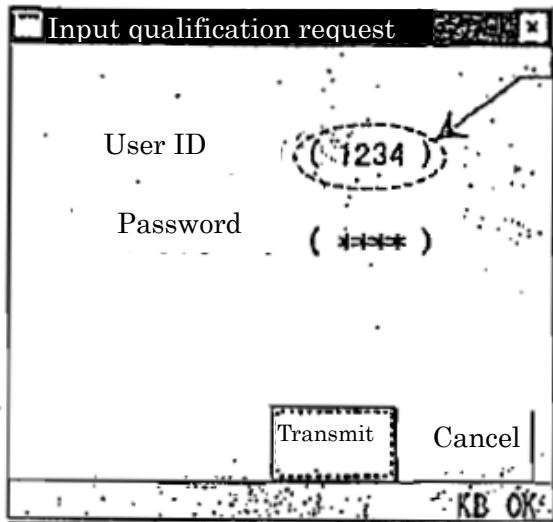 Input qualification request ×
User ID ( 1234 )
Password ( **** )
Transmit Cancel
KB OK